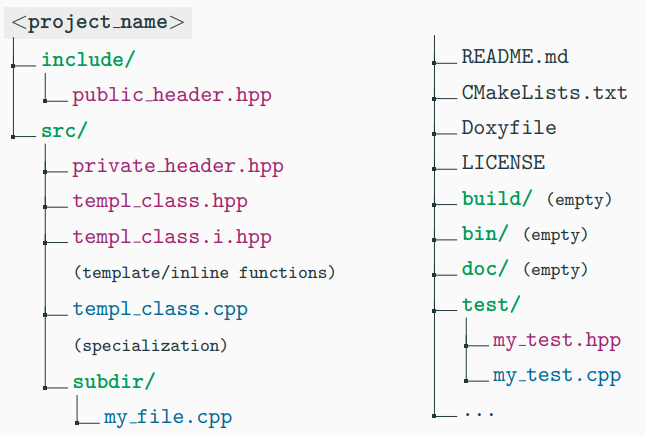 <project_name>
include/
public_header.hpp
src/
private_header.hpp
templ_class.hpp
templ_class.i.hpp
(template/inline functions)
templ_class.cpp
(specialization)
subdir/
my_file.cpp
README.md
CMakeLists.txt
Doxyfile
LICENSE
build/ (empty)
bin/ (empty)
doc/ (empty)
test/
my_test.hpp
my_test.cpp
...